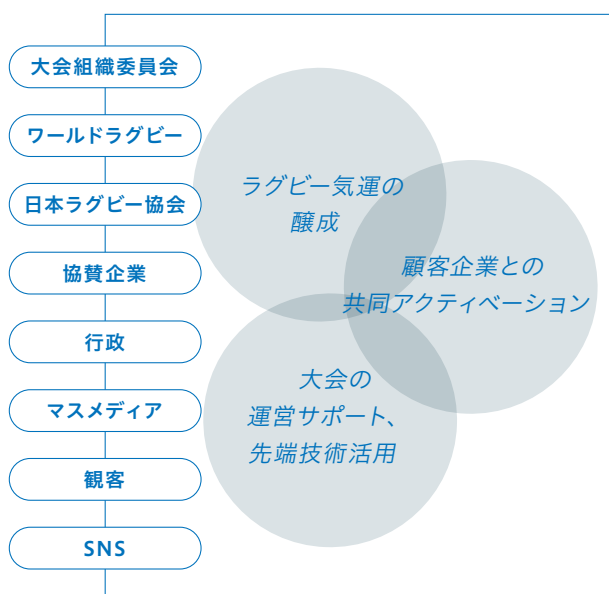 大会組織委員会
ワールドラグビー
日本ラグビー協会
協賛企業
行政
マスメディア
観客
SNS
ラグビー気運の
醸成
顧客企業との
共同アクティベーション
大会の
運営サポート、
先端技術活用